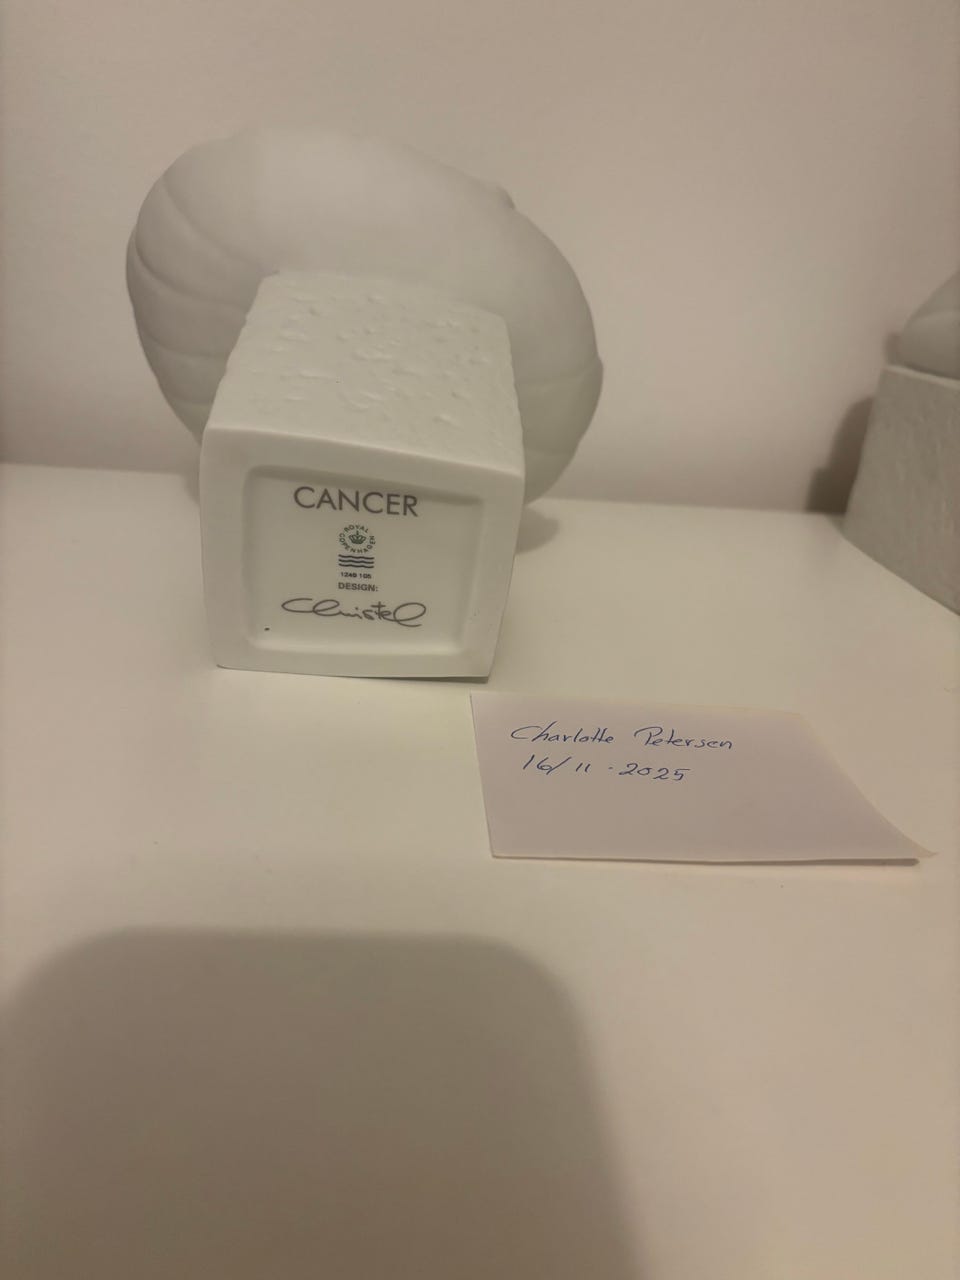 CANCER
ROYAL COPENHAGEN
1249 105
DESIGN:
Christel
Charlotte Petersen
16/11-2025